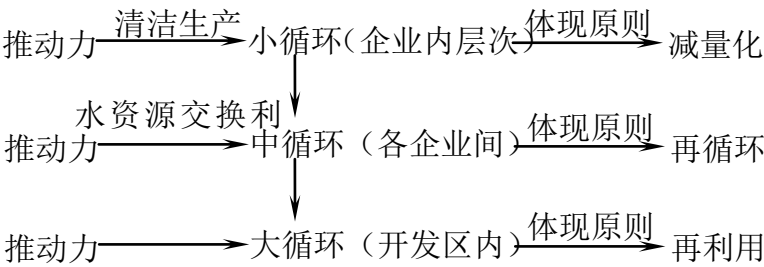 推动力 清洁生产 小循环（企业内层次） 体现原则 减量化
水资源交换利
推动力 中循环（各企业间） 体现原则 再循环
推动力 大循环（开发区内） 体现原则 再利用